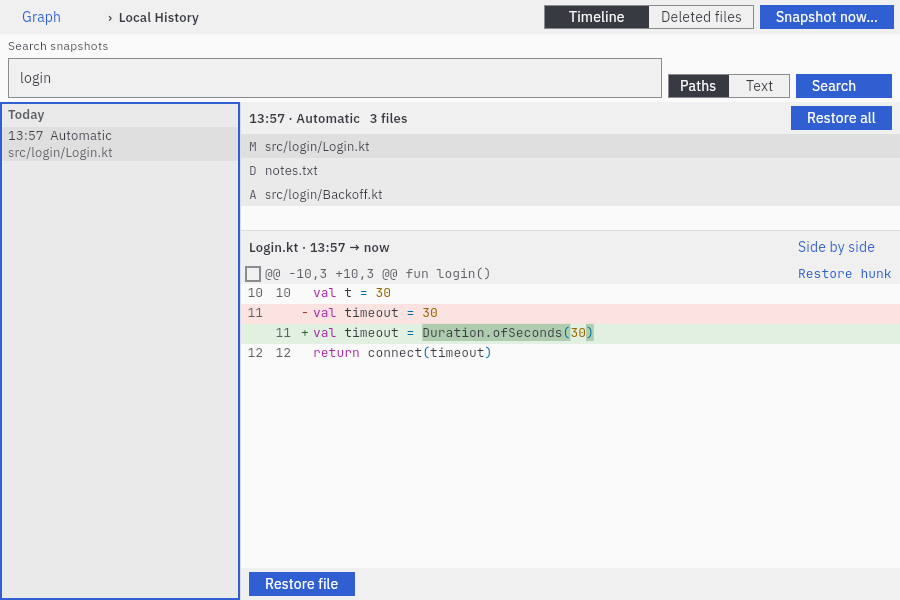 Graph › Local History Timeline Deleted files Snapshot now...
Search snapshots
login Paths Text Search
Today
13:57 Automatic
src/login/Login.kt
13:57 · Automatic 3 files Restore all
M src/login/Login.kt
D notes.txt
A src/login/Backoff.kt
Login.kt · 13:57 → now Side by side
@@ -10,3 +10,3 @@ fun login() Restore hunk
10 10 val t = 30
11 - val timeout = 30
11 + val timeout = Duration.ofSeconds(30)
12 12 return connect(timeout)
Restore file